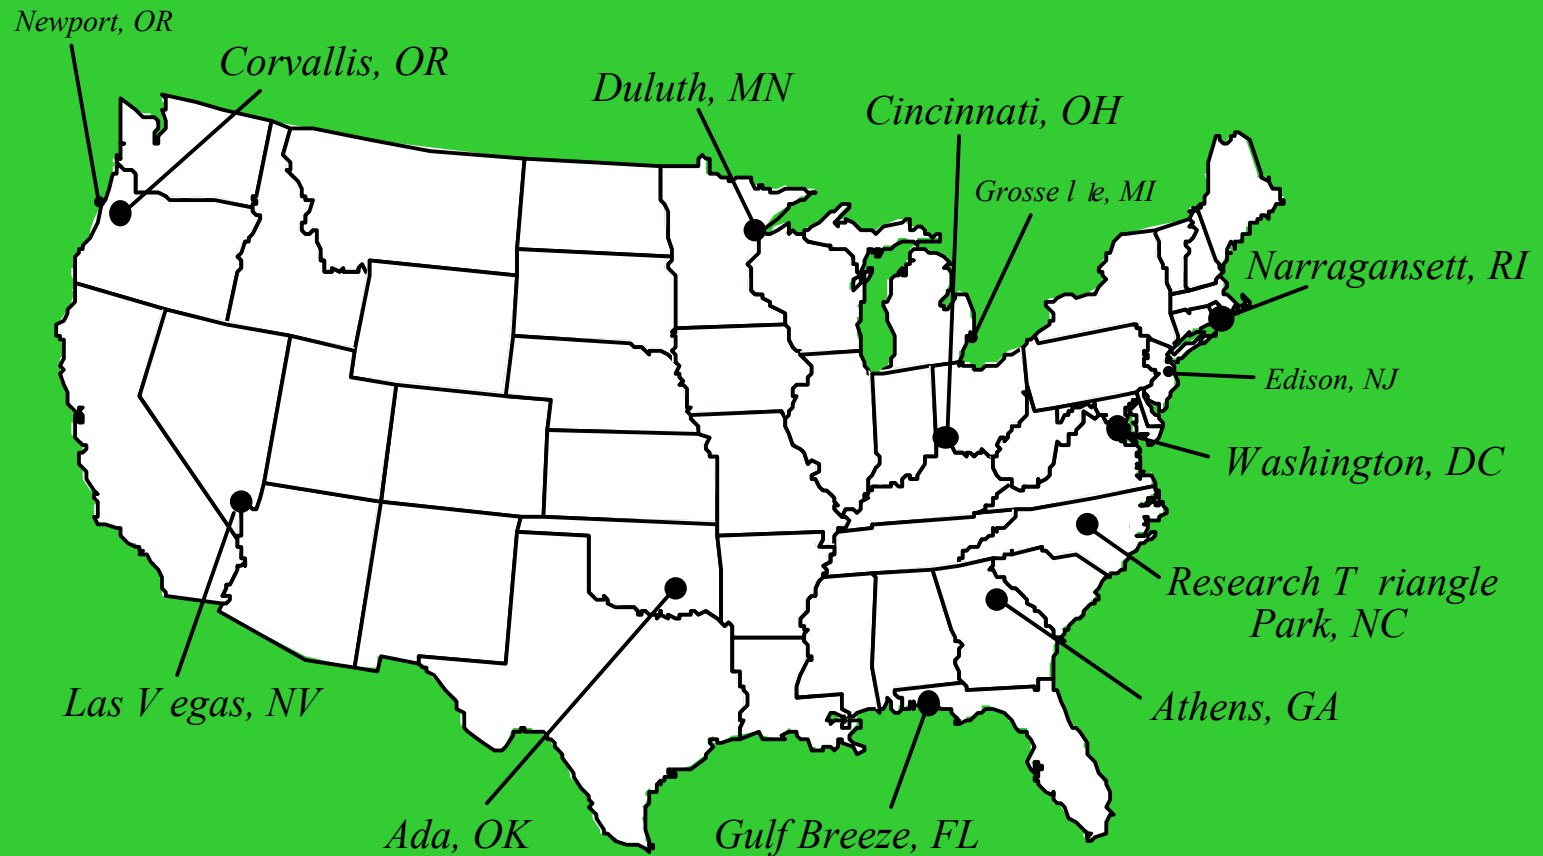 Newport, OR
Corvallis, OR
Duluth, MN
Cincinnati, OH
Grosse l le, MI
Narragansett, RI
Edison, NJ
Washington, DC
Research T riangle
Park, NC
Las V egas, NV
Athens, GA
Ada, OK
Gulf Breeze, FL